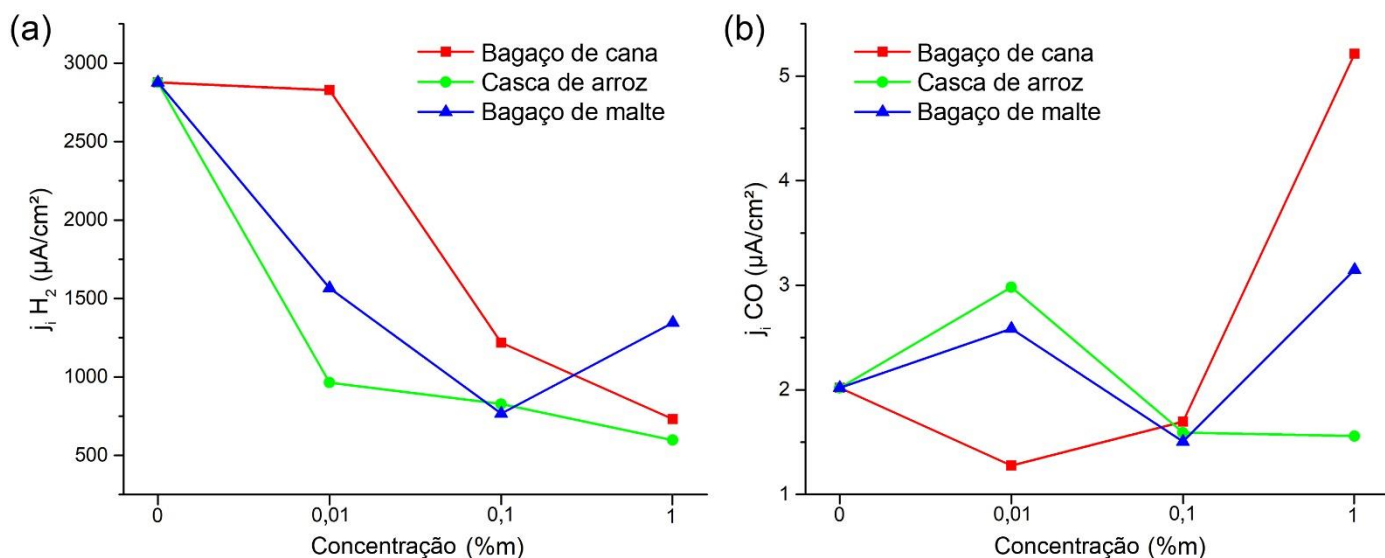 (a)
Bagaço de cana
Casca de arroz
Bagaço de malte
3000
2500
2000
1500
1000
500
j_i H₂ (µA/cm²)
0
0,01
0,1
1
Concentração (%m)
(b)
Bagaço de cana
Casca de arroz
Bagaço de malte
5
4
3
2
1
j_i CO (µA/cm²)
0
0,01
0,1
1
Concentração (%m)